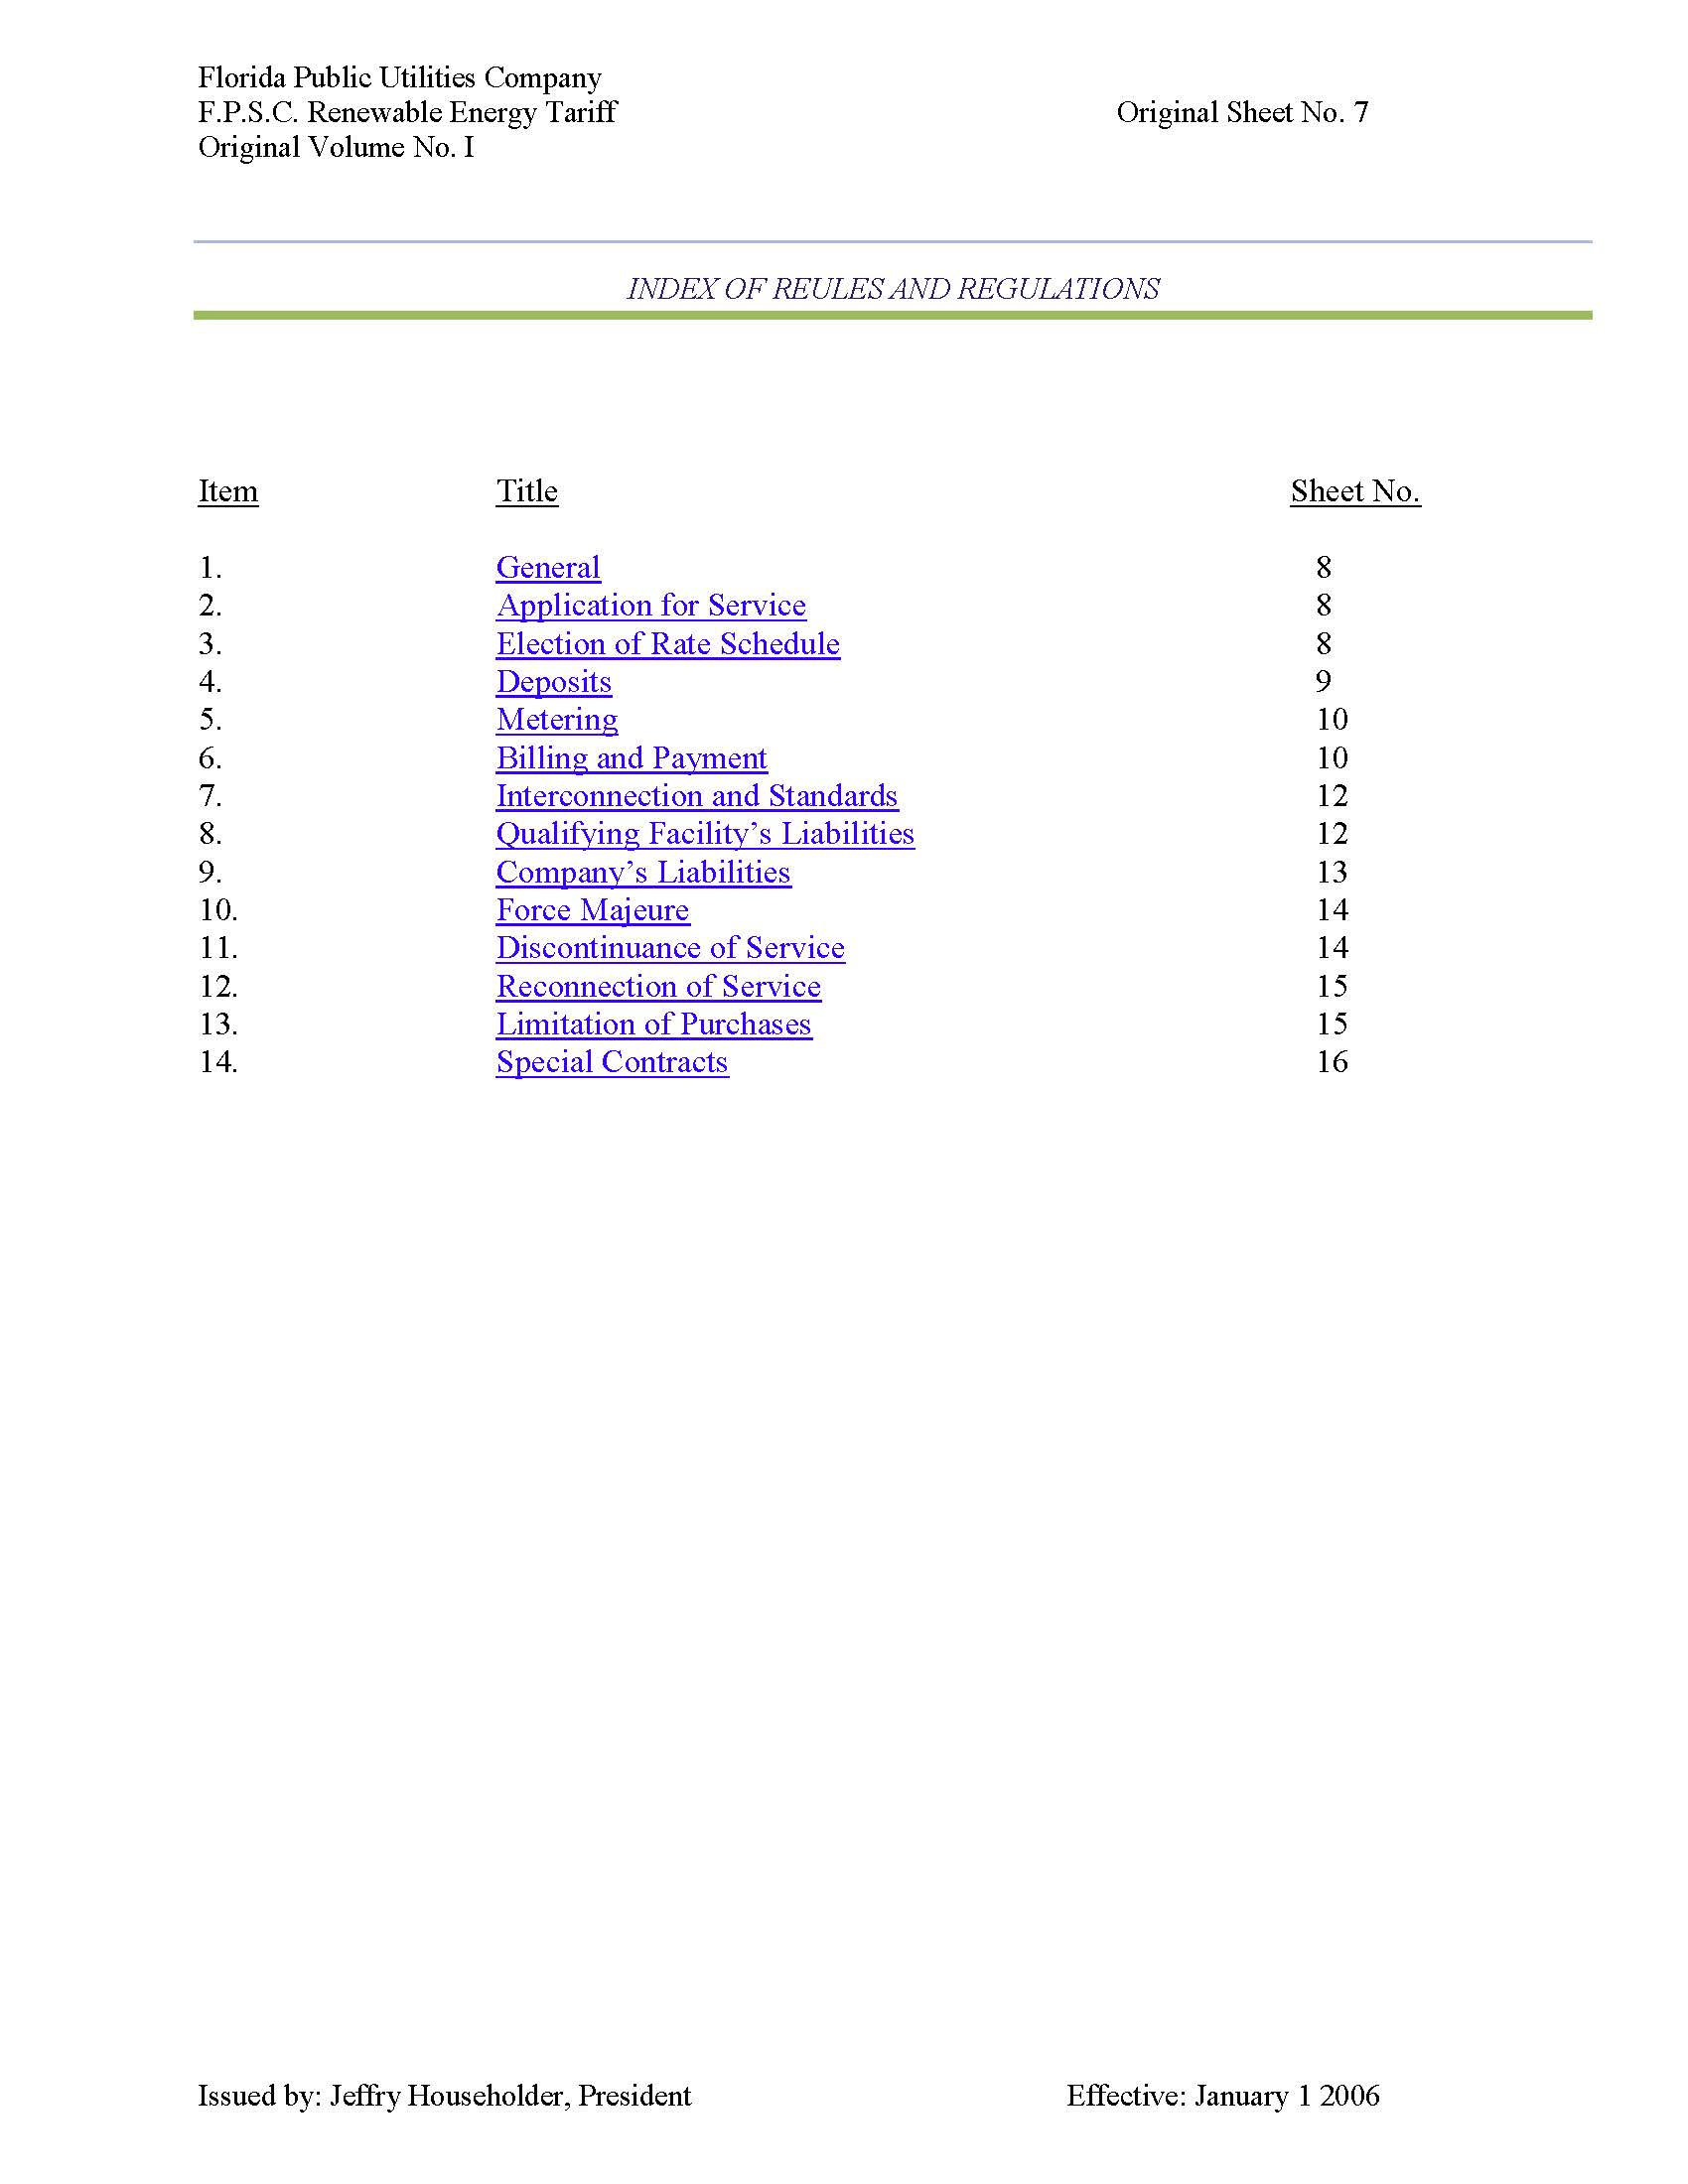 Florida Public Utilities Company
F.P.S.C. Renewable Energy Tariff Original Sheet No. 7
Original Volume No. I
INDEX OF REULES AND REGULATIONS
Item Title Sheet No.
1. General 8
2. Application for Service 8
3. Election of Rate Schedule 8
4. Deposits 9
5. Metering 10
6. Billing and Payment 10
7. Interconnection and Standards 12
8. Qualifying Facility’s Liabilities 12
9. Company’s Liabilities 13
10. Force Majeure 14
11. Discontinuance of Service 14
12. Reconnection of Service 15
13. Limitation of Purchases 15
14. Special Contracts 16
Issued by: Jeffry Householder, President Effective: January 1 2006